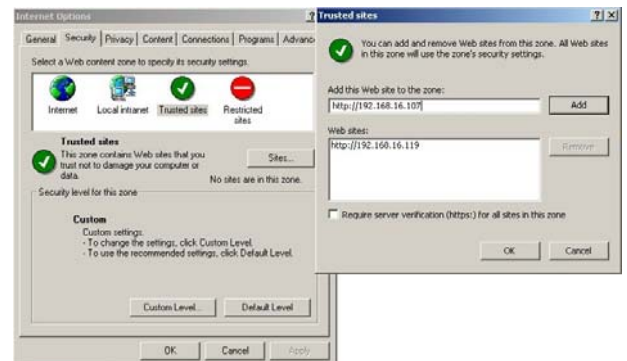 Internet Options
General Security Privacy Content Connections Programs Advanc
Select a Web content zone to specify its security settings.
Internet
Local intranet
Trusted sites
Restricted
sites
Trusted sites
This zone contains Web sites that you
trust not to damage your computer or
data.
Sites...
No sites are in this zone.
Security level for this zone
Custom
Custom settings.
- To change the settings, click Custom Level.
- To use the recommended settings, click Default Level.
Custom Level...
Default Level
OK
Cancel
Apply
Trusted sites
You can add and remove Web sites from this zone. All Web sites
in this zone will use the zone's security settings.
Add this Web site to the zone:
http://192.168.16.107
Add
Web sites:
http://192.168.16.119
Remove
Require server verification (https:) for all sites in this zone
OK
Cancel